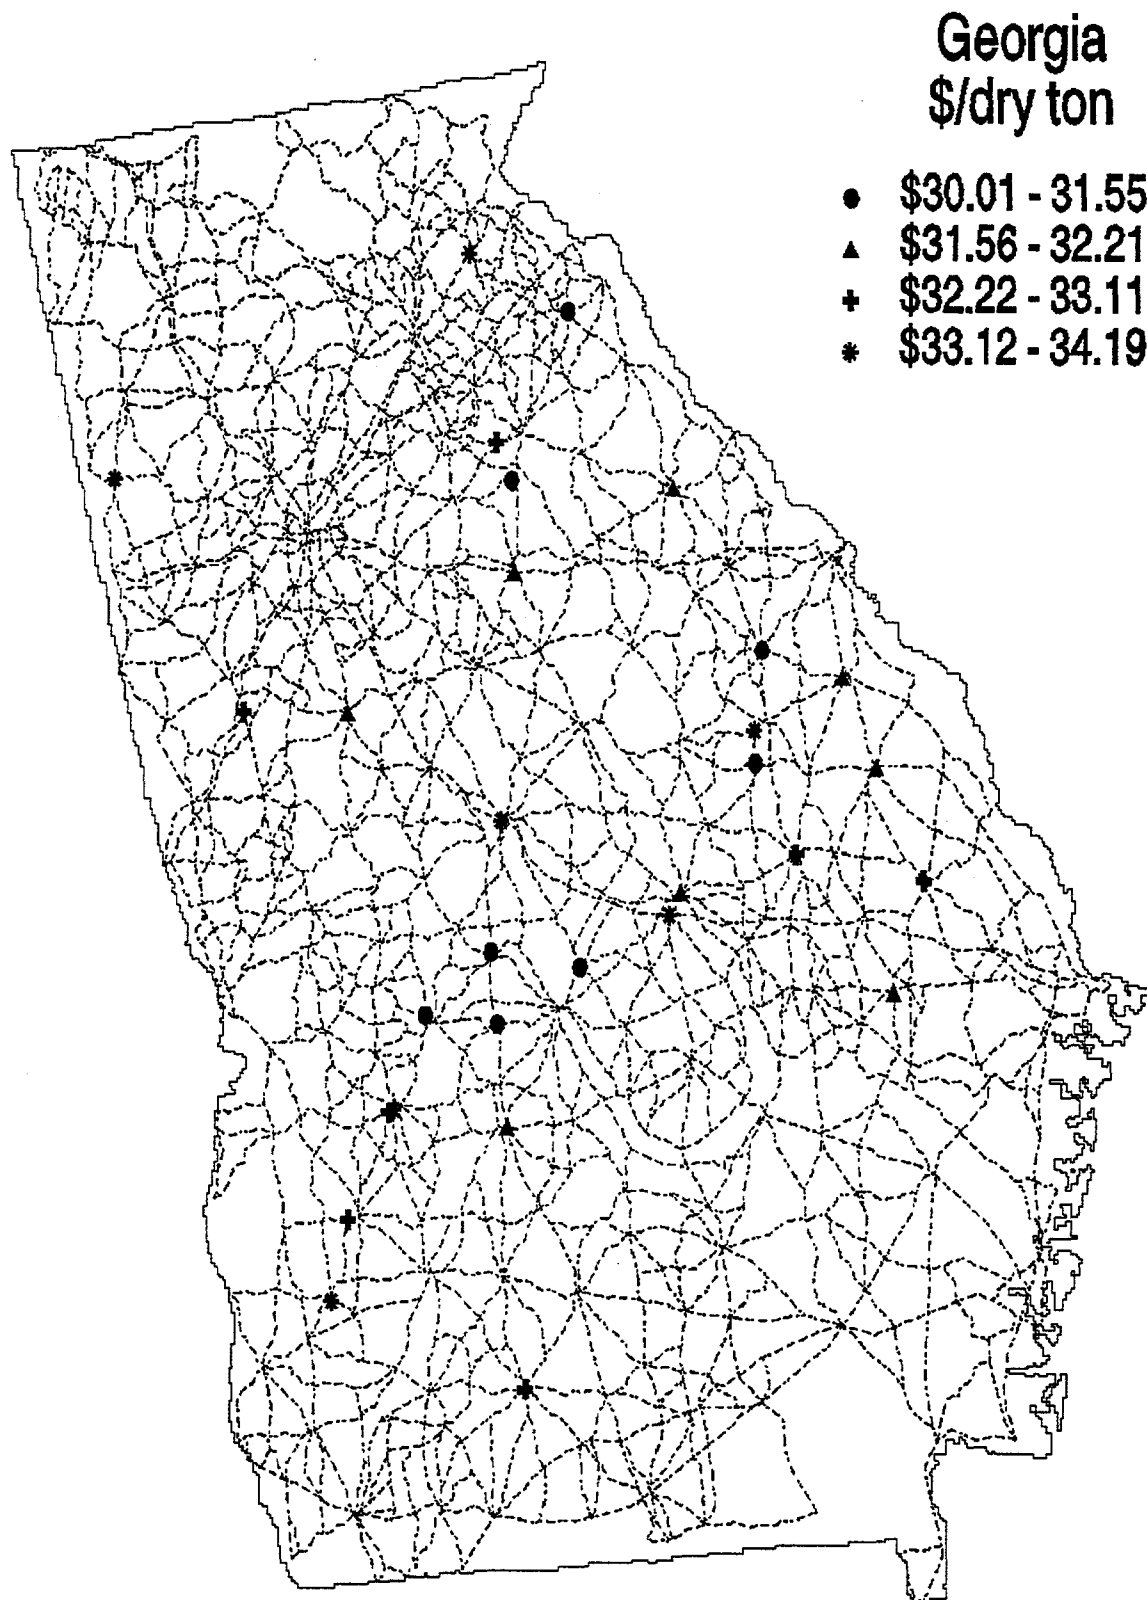 Georgia
$/dry ton
$30.01 - 31.55
$31.56 - 32.21
$32.22 - 33.11
$33.12 - 34.19